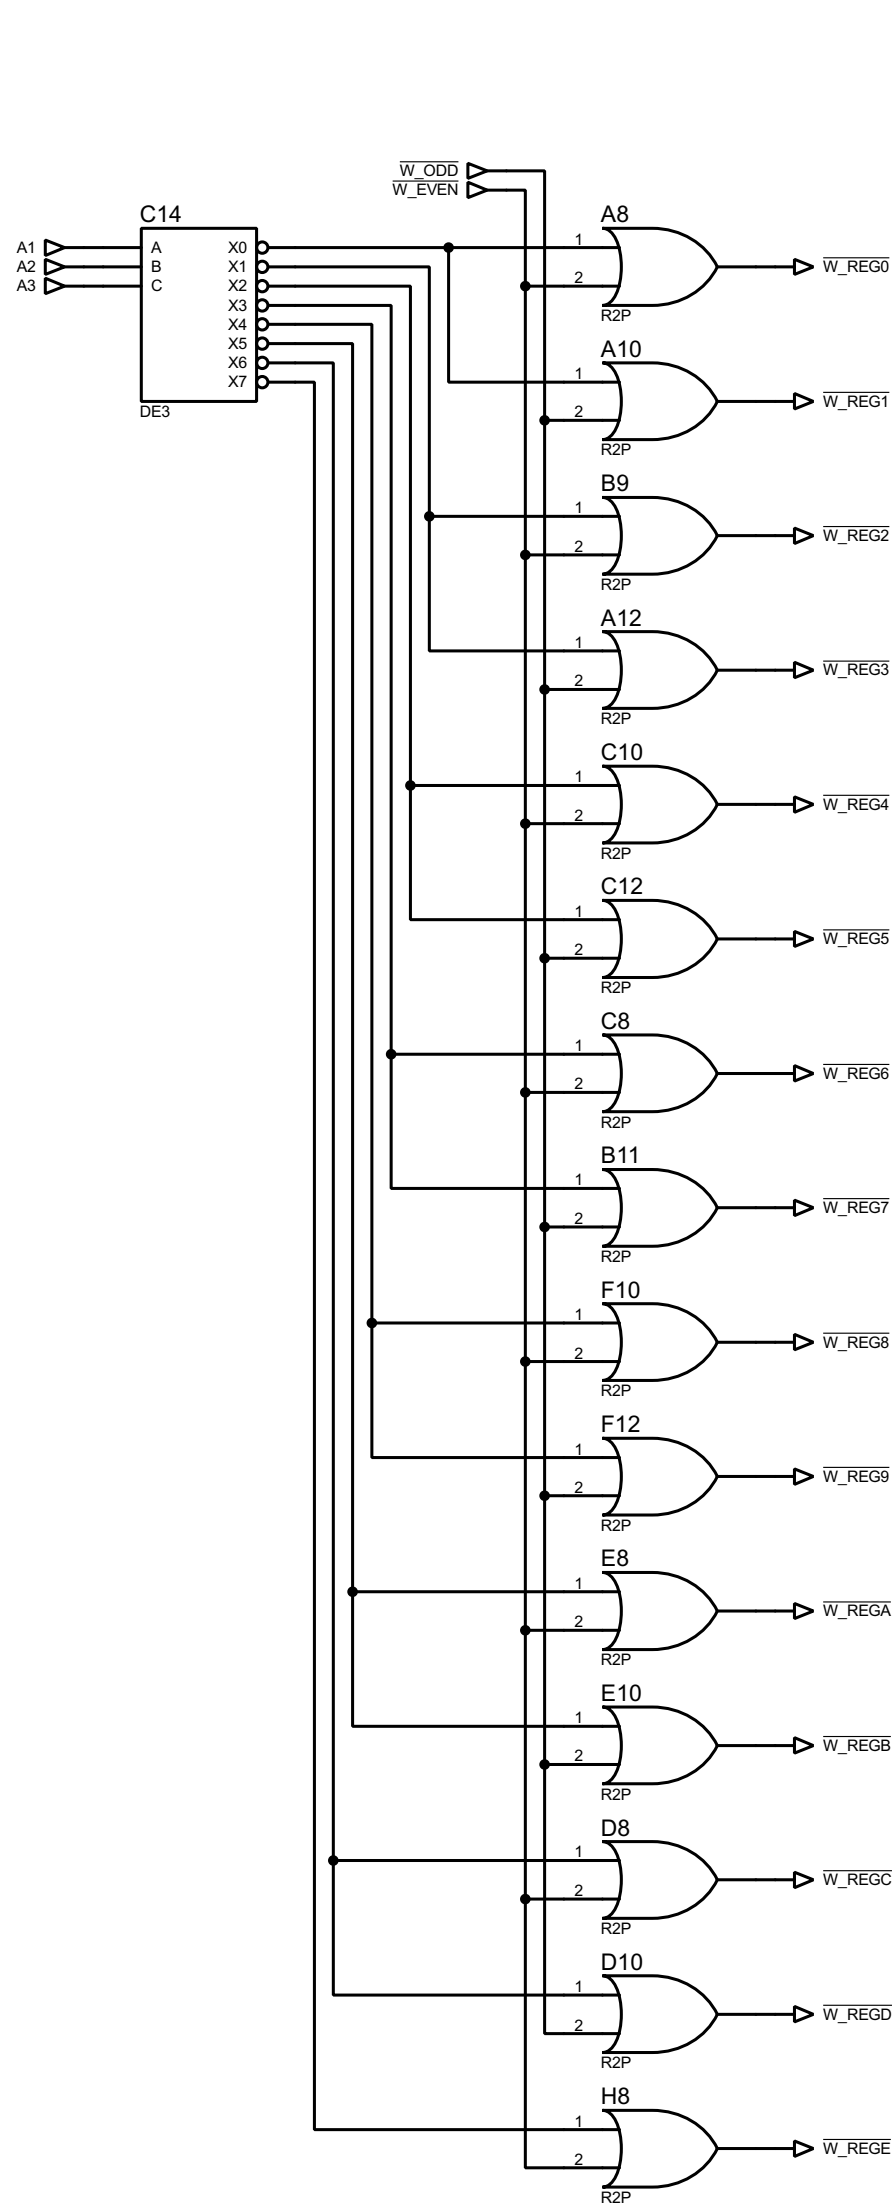 W_ODD
W_EVEN
C14
A1 A X0
A2 B X1
A3 C X2
X3
X4
X5
X6
X7
DE3
A8
1
2
R2P
W_REG0
A10
1
2
R2P
W_REG1
B9
1
2
R2P
W_REG2
A12
1
2
R2P
W_REG3
C10
1
2
R2P
W_REG4
C12
1
2
R2P
W_REG5
C8
1
2
R2P
W_REG6
B11
1
2
R2P
W_REG7
F10
1
2
R2P
W_REG8
F12
1
2
R2P
W_REG9
E8
1
2
R2P
W_REGA
E10
1
2
R2P
W_REGB
D8
1
2
R2P
W_REGC
D10
1
2
R2P
W_REGD
H8
1
2
R2P
W_REGE